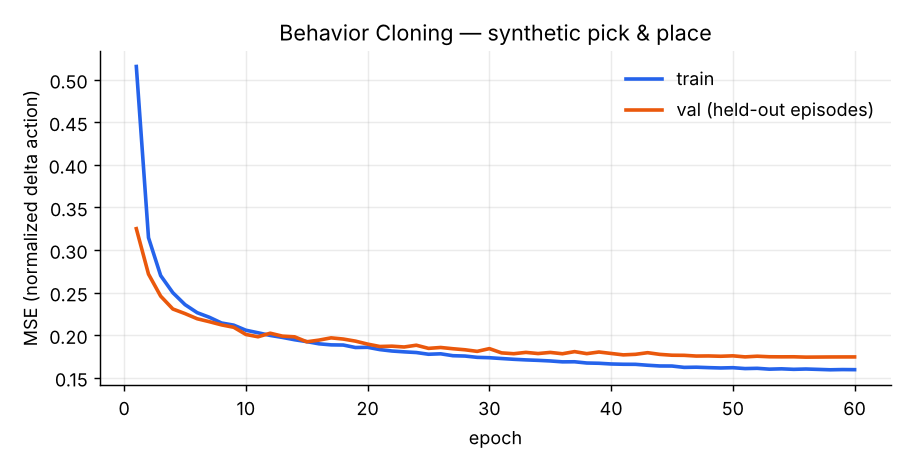 Behavior Cloning — synthetic pick & place
train
val (held-out episodes)
MSE (normalized delta action)
0.50
0.45
0.40
0.35
0.30
0.25
0.20
0.15
0 10 20 30 40 50 60
epoch